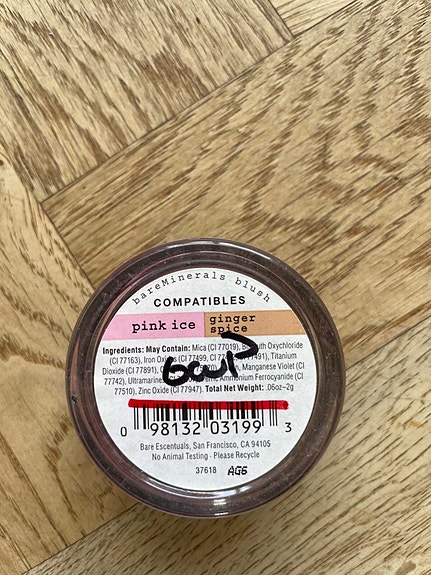 bareMinerals blush
COMPATIBLES
pink ice ginger
spice
Ingredients: May Contain: Mica (CI 77019), Oxychloride
(CI 77163), Iron (CI 77499, Titanium
Dioxide (CI 77891), Manganese Violet (CI
77742), Ultramarines Ammonium Ferrocyanide (CI
77510), Zinc Oxide (CI 77947). Total Net Weight: .06oz-2g
0 98132 03199 3
Bare Escentuals, San Francisco, CA 94105
No Animal Testing · Please Recycle
37618 AG5